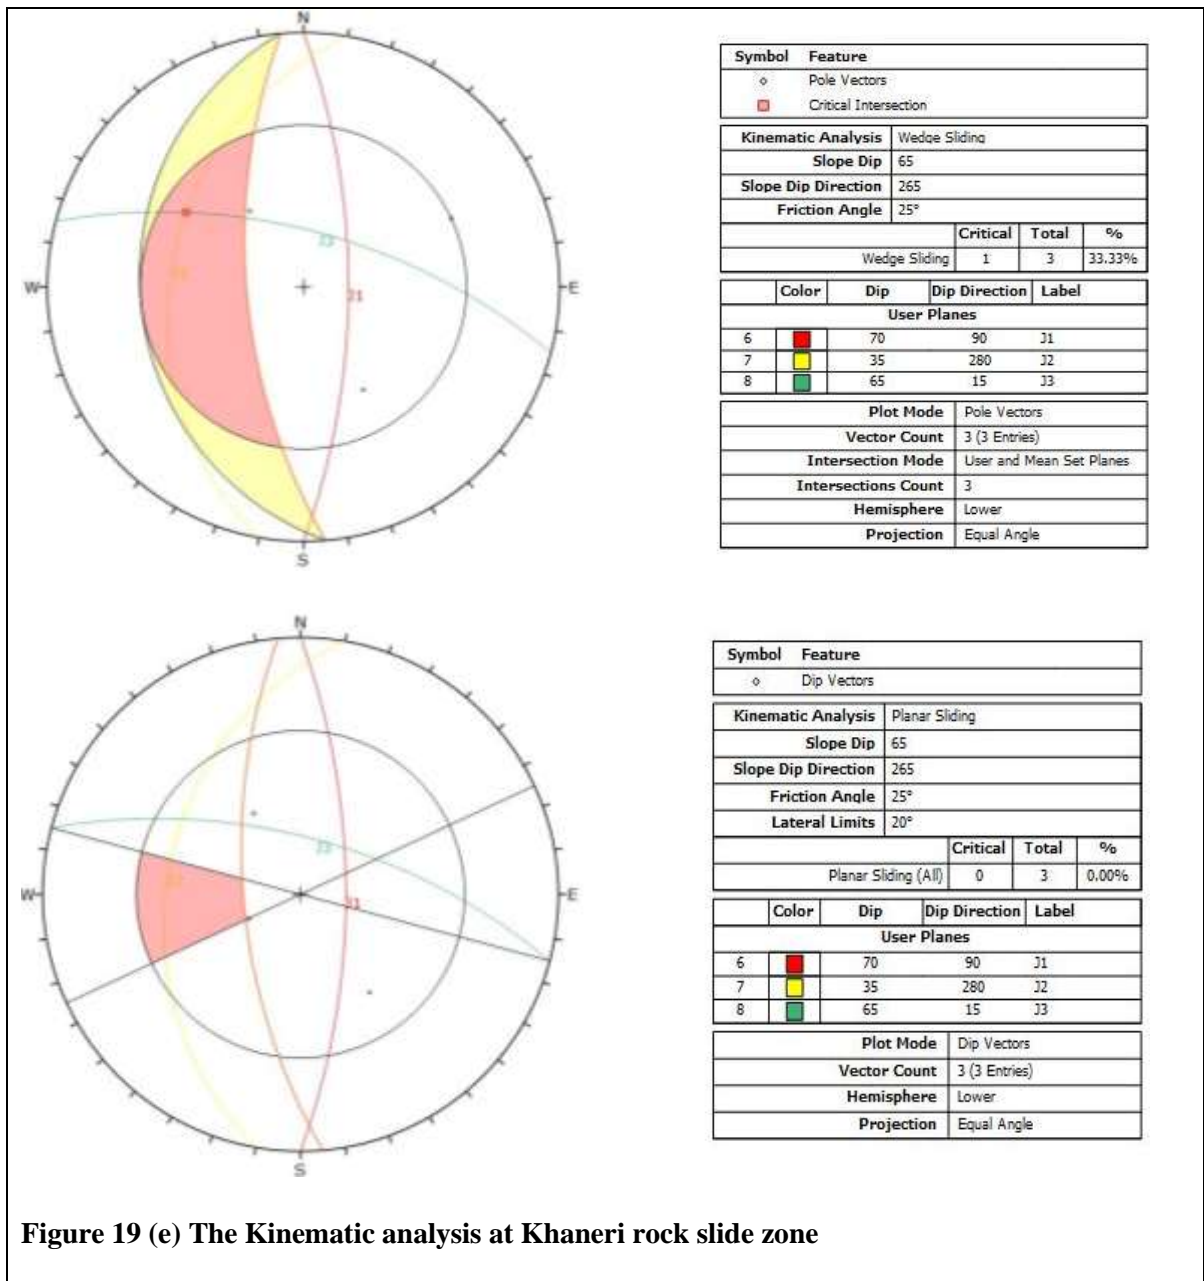 N
W
E
S
J3
J1
Symbol Feature
Pole Vectors
Critical Intersection
Kinematic Analysis Wedge Sliding
Slope Dip 65
Slope Dip Direction 265
Friction Angle 25°
Critical Total %
Wedge Sliding 1 3 33.33%
Color Dip Dip Direction Label
User Planes
6 70 90 J1
7 35 280 J2
8 65 15 J3
Plot Mode Pole Vectors
Vector Count 3 (3 Entries)
Intersection Mode User and Mean Set Planes
Intersections Count 3
Hemisphere Lower
Projection Equal Angle
N
W
E
S
J3
J1
Symbol Feature
Dip Vectors
Kinematic Analysis Planar Sliding
Slope Dip 65
Slope Dip Direction 265
Friction Angle 25°
Lateral Limits 20°
Critical Total %
Planar Sliding (All) 0 3 0.00%
Color Dip Dip Direction Label
User Planes
6 70 90 J1
7 35 280 J2
8 65 15 J3
Plot Mode Dip Vectors
Vector Count 3 (3 Entries)
Hemisphere Lower
Projection Equal Angle
Figure 19 (e) The Kinematic analysis at Khaneri rock slide zone